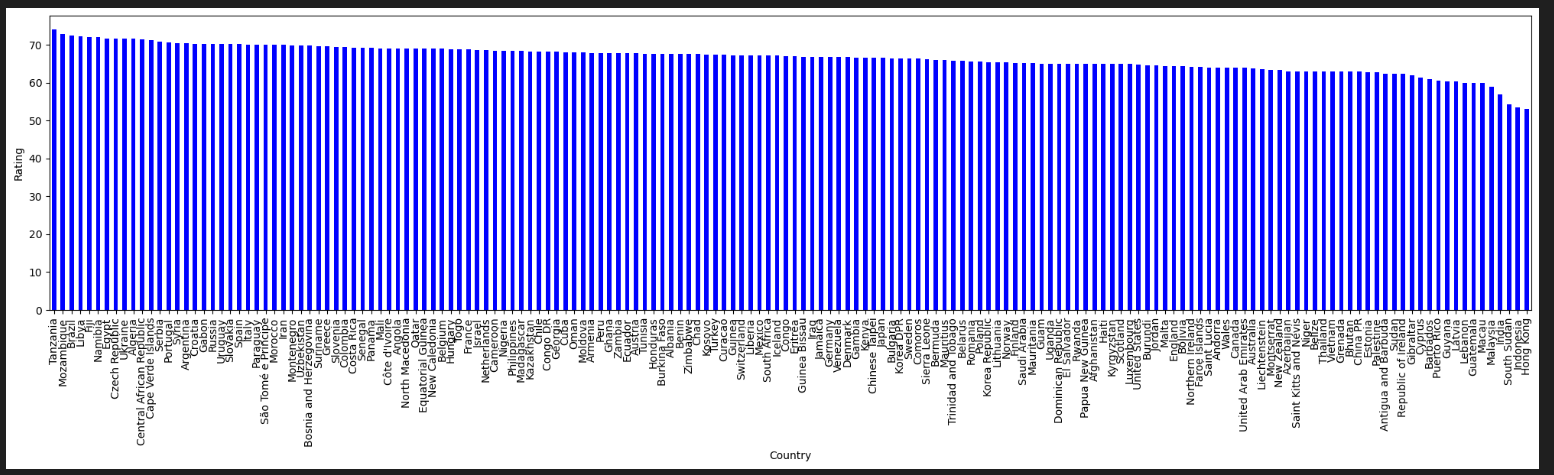 70
60
50
40
30
20
10
0
Rating
Tanzania
Mozambique
Brazil
Libya
Fiji
Namibia
Egypt
Czech Republic
Ukraine
Algeria
Central African Republic
Cape Verde Islands
Serbia
Portugal
Syria
Argentina
Croatia
Gabon
Russia
Uruguay
Slovakia
Spain
Italy
Paraguay
São Tomé e Príncipe
Morocco
Iran
Montenegro
Uzbekistan
Bosnia and Herzegovina
Suriname
Greece
Slovenia
Colombia
Costa Rica
Senegal
Panama
Mali
Côte d'Ivoire
Angola
North Macedonia
Qatar
Equatorial Guinea
New Caledonia
Belgium
Hungary
Togo
France
Israel
Netherlands
Cameroon
Nigeria
Philippines
Madagascar
Kazakhstan
Chile
Congo DR
Georgia
Cuba
Oman
Moldova
Armenia
Peru
Ghana
Zambia
Ecuador
Austria
Tunisia
Honduras
Burkina Faso
Albania
Benin
Zimbabwe
Chad
Kosovo
Turkey
Curacao
Guinea
Switzerland
Liberia
Mexico
South Africa
Iceland
Congo
Eritrea
Guinea Bissau
Iraq
Jamaica
Germany
Venezuela
Denmark
Gambia
Kenya
Chinese Taipei
Japan
Bulgaria
Korea DPR
Sweden
Comoros
Sierra Leone
Bermuda
Mauritius
Trinidad and Tobago
Belarus
Romania
Poland
Korea Republic
Lithuania
Norway
Finland
Saudi Arabia
Mauritania
Guam
Uganda
Dominican Republic
El Salvador
Rwanda
Papua New Guinea
Afghanistan
Haiti
Kyrgyzstan
Scotland
Luxembourg
United States
Burundi
Jordan
Malta
England
Bolivia
Northern Ireland
Faroe Islands
Saint Lucia
Andorra
Wales
Canada
United Arab Emirates
Australia
Liechtenstein
Montserrat
New Zealand
Azerbaijan
Saint Kitts and Nevis
Niger
Belize
Thailand
Vietnam
Grenada
Bhutan
China PR
Estonia
Palestine
Antigua and Barbuda
Sudan
Republic of Ireland
Gibraltar
Cyprus
Barbados
Puerto Rico
Guyana
Latvia
Lebanon
Guatemala
Macau
Malaysia
India
South Sudan
Indonesia
Hong Kong
Country